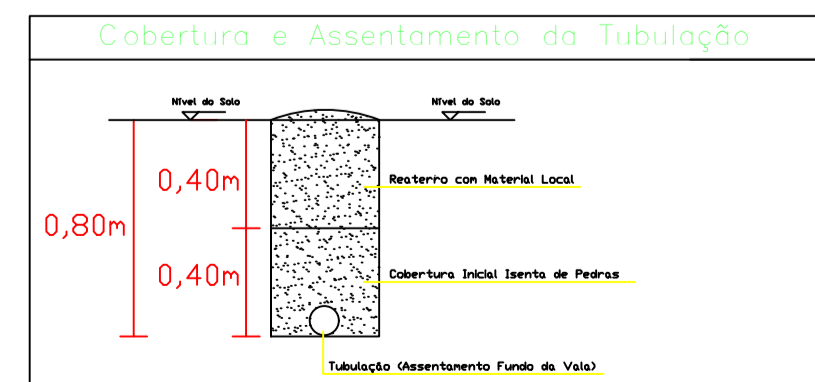 Cobertura e Assentamento da Tubulação
Nível do Solo
Nível do Solo
0,40m
Reaterro com Material Local
0,80m
0,40m
Cobertura Inicial Isenta de Pedras
Tubulação (Assentamento Fundo da Vala)